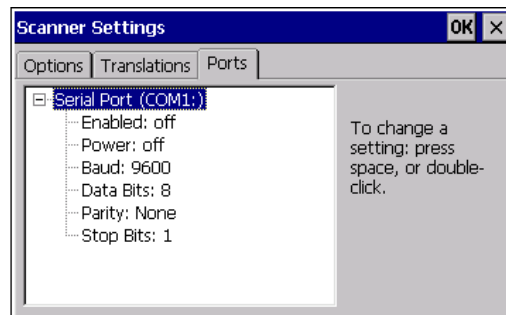 Scanner Settings OK ×
Options Translations Ports
Serial Port (COM1:)
Enabled: off
Power: off
Baud: 9600
Data Bits: 8
Parity: None
Stop Bits: 1
To change a
setting: press
space, or double-
click.